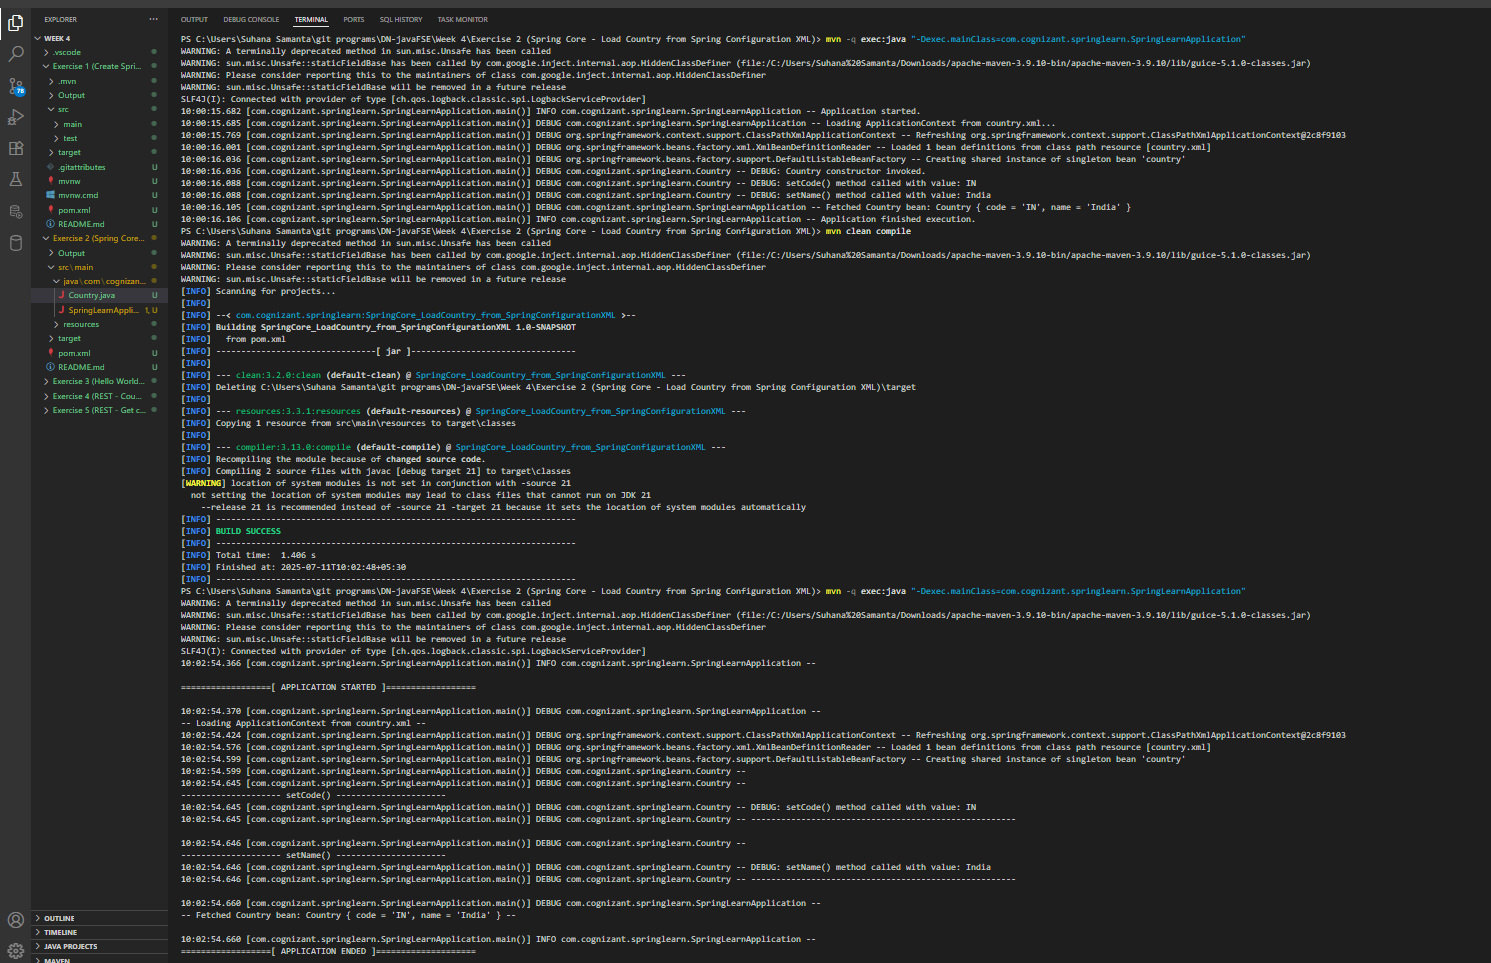 EXPLORER
WEEK 4
.vscode
Exercise 1 (Create Spri...
.mvn
Output
src
main
test
target
.gitattributes U
mvnw U
mvnw.cmd U
pom.xml U
README.md U
Exercise 2 (Spring Core...
Output
src\main
java\com\cognizan...
Country.java U
SpringLearnAppli... 1, U
resources
target
pom.xml U
README.md U
Exercise 3 (Hello World...
Exercise 4 (REST - Cou...
Exercise 5 (REST - Get c...
OUTLINE
TIMELINE
JAVA PROJECTS
MAVEN
78
OUTPUT DEBUG CONSOLE TERMINAL PORTS SQL HISTORY TASK MONITOR
PS C:\Users\Suhana Samanta\git programs\DN-javaFSE\Week 4\Exercise 2 (Spring Core - Load Country from Spring Configuration XML)> mvn -q exec:java "-Dexec.mainClass=com.cognizant.springlearn.SpringLearnApplication"
WARNING: A terminally deprecated method in sun.misc.Unsafe has been called
WARNING: sun.misc.Unsafe::staticFieldBase has been called by com.google.inject.internal.aop.HiddenClassDefiner (file:/C:/Users/Suhana%20Samanta/Downloads/apache-maven-3.9.10-bin/apache-maven-3.9.10/lib/guice-5.1.0-classes.jar)
WARNING: Please consider reporting this to the maintainers of class com.google.inject.internal.aop.HiddenClassDefiner
WARNING: sun.misc.Unsafe::staticFieldBase will be removed in a future release
SLF4J(I): Connected with provider of type [ch.qos.logback.classic.spi.LogbackServiceProvider]
10:00:15.682 [com.cognizant.springlearn.SpringLearnApplication.main()] INFO com.cognizant.springlearn.SpringLearnApplication -- Application started.
10:00:15.685 [com.cognizant.springlearn.SpringLearnApplication.main()] DEBUG com.cognizant.springlearn.SpringLearnApplication -- Loading ApplicationContext from country.xml...
10:00:15.769 [com.cognizant.springlearn.SpringLearnApplication.main()] DEBUG org.springframework.context.support.ClassPathXmlApplicationContext -- Refreshing org.springframework.context.support.ClassPathXmlApplicationContext@2c8f9103
10:00:16.001 [com.cognizant.springlearn.SpringLearnApplication.main()] DEBUG org.springframework.beans.factory.xml.XmlBeanDefinitionReader -- Loaded 1 bean definitions from class path resource [country.xml]
10:00:16.036 [com.cognizant.springlearn.SpringLearnApplication.main()] DEBUG org.springframework.beans.factory.support.DefaultListableBeanFactory -- Creating shared instance of singleton bean 'country'
10:00:16.036 [com.cognizant.springlearn.SpringLearnApplication.main()] DEBUG com.cognizant.springlearn.Country -- DEBUG: Country constructor invoked.
10:00:16.088 [com.cognizant.springlearn.SpringLearnApplication.main()] DEBUG com.cognizant.springlearn.Country -- DEBUG: setCode() method called with value: IN
10:00:16.088 [com.cognizant.springlearn.SpringLearnApplication.main()] DEBUG com.cognizant.springlearn.Country -- DEBUG: setName() method called with value: India
10:00:16.105 [com.cognizant.springlearn.SpringLearnApplication.main()] DEBUG com.cognizant.springlearn.SpringLearnApplication -- Fetched Country bean: Country { code = 'IN', name = 'India' }
10:00:16.106 [com.cognizant.springlearn.SpringLearnApplication.main()] INFO com.cognizant.springlearn.SpringLearnApplication -- Application finished execution.
PS C:\Users\Suhana Samanta\git programs\DN-javaFSE\Week 4\Exercise 2 (Spring Core - Load Country from Spring Configuration XML)> mvn clean compile
WARNING: A terminally deprecated method in sun.misc.Unsafe has been called
WARNING: sun.misc.Unsafe::staticFieldBase has been called by com.google.inject.internal.aop.HiddenClassDefiner (file:/C:/Users/Suhana%20Samanta/Downloads/apache-maven-3.9.10-bin/apache-maven-3.9.10/lib/guice-5.1.0-classes.jar)
WARNING: Please consider reporting this to the maintainers of class com.google.inject.internal.aop.HiddenClassDefiner
WARNING: sun.misc.Unsafe::staticFieldBase will be removed in a future release
[INFO] Scanning for projects...
[INFO]
[INFO] --< com.cognizant.springlearn:SpringCore_LoadCountry_from_SpringConfigurationXML >--
[INFO] Building SpringCore_LoadCountry_from_SpringConfigurationXML 1.0-SNAPSHOT
[INFO]   from pom.xml
[INFO] --------------------------------[ jar ]---------------------------------
[INFO]
[INFO] --- clean:3.2.0:clean (default-clean) @ SpringCore_LoadCountry_from_SpringConfigurationXML ---
[INFO] Deleting C:\Users\Suhana Samanta\git programs\DN-javaFSE\Week 4\Exercise 2 (Spring Core - Load Country from Spring Configuration XML)\target
[INFO]
[INFO] --- resources:3.3.1:resources (default-resources) @ SpringCore_LoadCountry_from_SpringConfigurationXML ---
[INFO] Copying 1 resource from src\main\resources to target\classes
[INFO]
[INFO] --- compiler:3.13.0:compile (default-compile) @ SpringCore_LoadCountry_from_SpringConfigurationXML ---
[INFO] Recompiling the module because of changed source code.
[INFO] Compiling 2 source files with javac [debug target 21] to target\classes
[WARNING] location of system modules is not set in conjunction with -source 21
not setting the location of system modules may lead to class files that cannot run on JDK 21
--release 21 is recommended instead of -source 21 -target 21 because it sets the location of system modules automatically
[INFO] ------------------------------------------------------------------------
[INFO] BUILD SUCCESS
[INFO] ------------------------------------------------------------------------
[INFO] Total time:  1.406 s
[INFO] Finished at: 2025-07-11T10:02:48+05:30
[INFO] ------------------------------------------------------------------------
PS C:\Users\Suhana Samanta\git programs\DN-javaFSE\Week 4\Exercise 2 (Spring Core - Load Country from Spring Configuration XML)> mvn -q exec:java "-Dexec.mainClass=com.cognizant.springlearn.SpringLearnApplication"
WARNING: A terminally deprecated method in sun.misc.Unsafe has been called
WARNING: sun.misc.Unsafe::staticFieldBase has been called by com.google.inject.internal.aop.HiddenClassDefiner (file:/C:/Users/Suhana%20Samanta/Downloads/apache-maven-3.9.10-bin/apache-maven-3.9.10/lib/guice-5.1.0-classes.jar)
WARNING: Please consider reporting this to the maintainers of class com.google.inject.internal.aop.HiddenClassDefiner
WARNING: sun.misc.Unsafe::staticFieldBase will be removed in a future release
SLF4J(I): Connected with provider of type [ch.qos.logback.classic.spi.LogbackServiceProvider]
10:02:54.366 [com.cognizant.springlearn.SpringLearnApplication.main()] INFO com.cognizant.springlearn.SpringLearnApplication --
==================[ APPLICATION STARTED ]==================
10:02:54.370 [com.cognizant.springlearn.SpringLearnApplication.main()] DEBUG com.cognizant.springlearn.SpringLearnApplication --
-- Loading ApplicationContext from country.xml --
10:02:54.424 [com.cognizant.springlearn.SpringLearnApplication.main()] DEBUG org.springframework.context.support.ClassPathXmlApplicationContext -- Refreshing org.springframework.context.support.ClassPathXmlApplicationContext@2c8f9103
10:02:54.576 [com.cognizant.springlearn.SpringLearnApplication.main()] DEBUG org.springframework.beans.factory.xml.XmlBeanDefinitionReader -- Loaded 1 bean definitions from class path resource [country.xml]
10:02:54.599 [com.cognizant.springlearn.SpringLearnApplication.main()] DEBUG org.springframework.beans.factory.support.DefaultListableBeanFactory -- Creating shared instance of singleton bean 'country'
10:02:54.599 [com.cognizant.springlearn.SpringLearnApplication.main()] DEBUG com.cognizant.springlearn.Country --
10:02:54.645 [com.cognizant.springlearn.SpringLearnApplication.main()] DEBUG com.cognizant.springlearn.Country --
-------------------- setCode() ----------------------
10:02:54.645 [com.cognizant.springlearn.SpringLearnApplication.main()] DEBUG com.cognizant.springlearn.Country -- DEBUG: setCode() method called with value: IN
10:02:54.645 [com.cognizant.springlearn.SpringLearnApplication.main()] DEBUG com.cognizant.springlearn.Country -- -----------------------------------------------------
10:02:54.646 [com.cognizant.springlearn.SpringLearnApplication.main()] DEBUG com.cognizant.springlearn.Country --
-------------------- setName() ----------------------
10:02:54.646 [com.cognizant.springlearn.SpringLearnApplication.main()] DEBUG com.cognizant.springlearn.Country -- DEBUG: setName() method called with value: India
10:02:54.646 [com.cognizant.springlearn.SpringLearnApplication.main()] DEBUG com.cognizant.springlearn.Country -- -----------------------------------------------------
10:02:54.660 [com.cognizant.springlearn.SpringLearnApplication.main()] DEBUG com.cognizant.springlearn.SpringLearnApplication --
-- Fetched Country bean: Country { code = 'IN', name = 'India' } --
10:02:54.660 [com.cognizant.springlearn.SpringLearnApplication.main()] INFO com.cognizant.springlearn.SpringLearnApplication --
==================[ APPLICATION ENDED ]====================